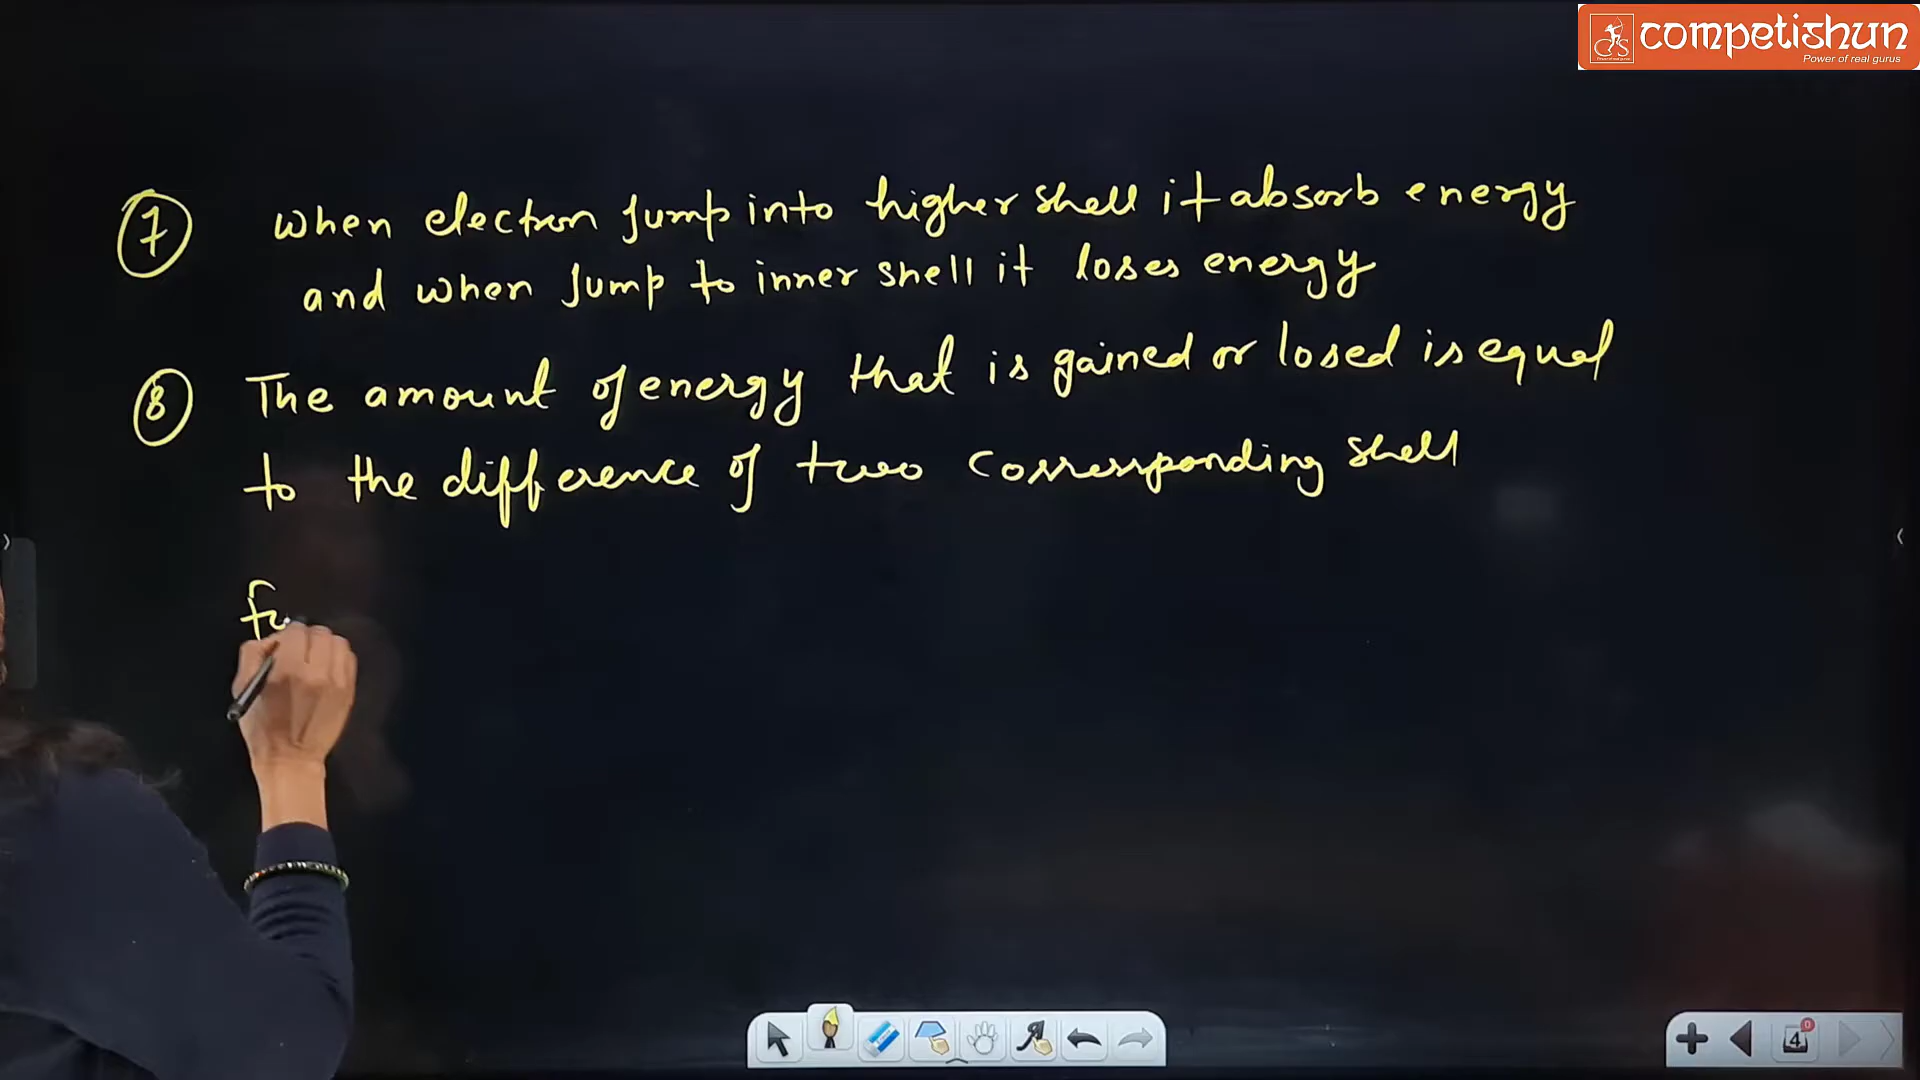 competishun
Power of real gurus
7 When electron Jump into higher shell it absorb energy
and when Jump to inner shell it loses energy
8 The amount of energy that is gained or losed is equal
to the difference of two corresponding shell
4
0